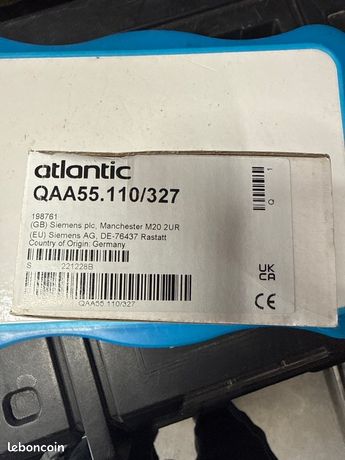 atlantic
QAA55.110/327
198761
(GB) Siemens plc, Manchester M20 2UR
(EU) Siemens AG, DE-76437 Rastatt
Country of Origin: Germany
S 221228B
QAA55.110/327
Q 1
UK
CA
CE
leboncoin